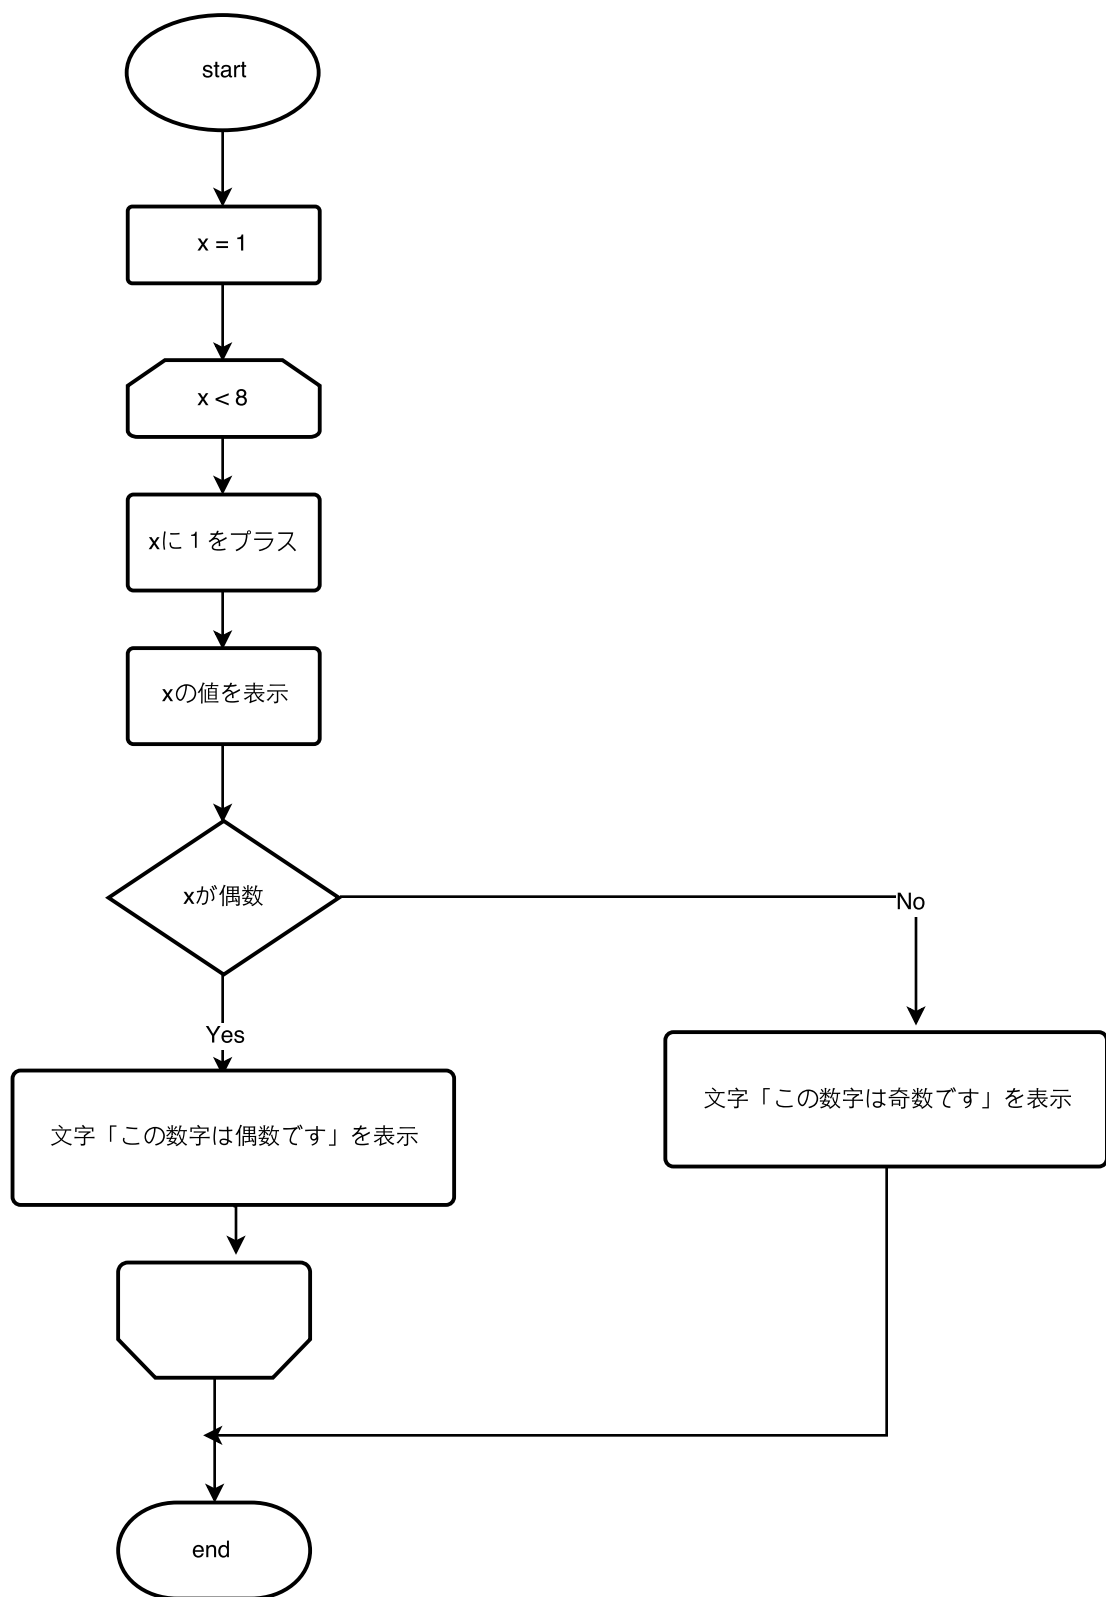 start
x = 1
x < 8
xに１をプラス
xの値を表示
xが偶数
No
Yes
文字「この数字は奇数です」を表示
文字「この数字は偶数です」を表示
end